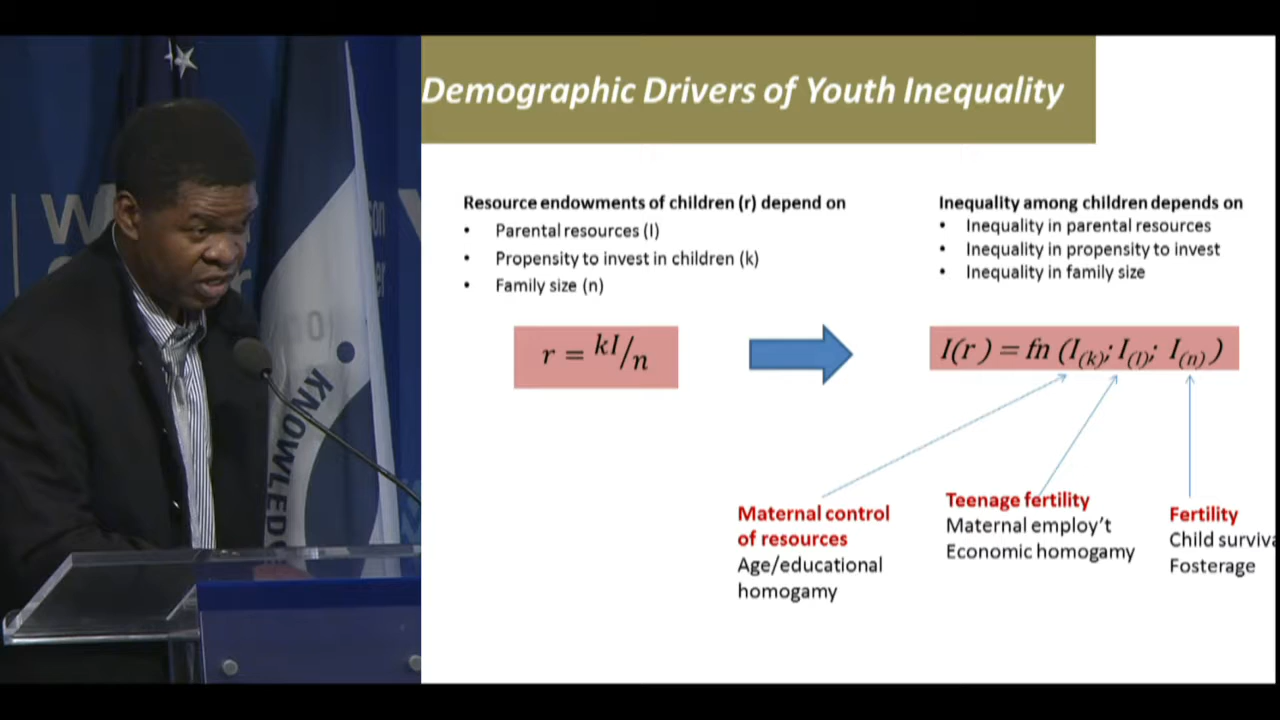 Demographic Drivers of Youth Inequality
Resource endowments of children (r) depend on
• Parental resources (I)
• Propensity to invest in children (k)
• Family size (n)
r = kI/n
Inequality among children depends on
• Inequality in parental resources
• Inequality in propensity to invest
• Inequality in family size
I(r) = fn (I(k); I(I); I(n))
Maternal control
of resources
Age/educational
homogamy
Teenage fertility
Maternal employ't
Economic homogamy
Fertility
Child surviva
Fosterage
W
KNOWLED